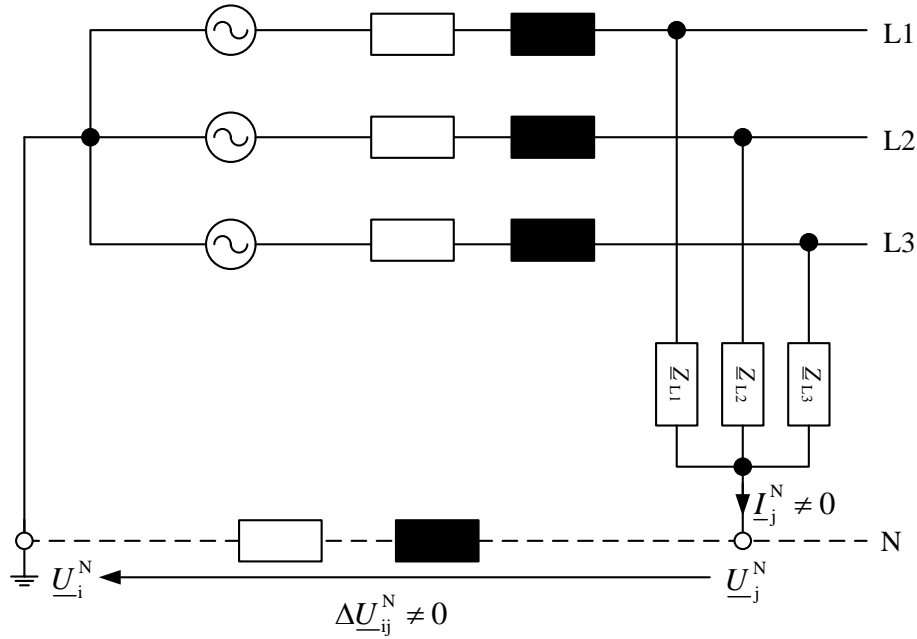 L1
L2
L3
Z_L1
Z_L2
Z_L3
I_j^N ≠ 0
N
U_i^N
U_j^N
ΔU_ij^N ≠ 0